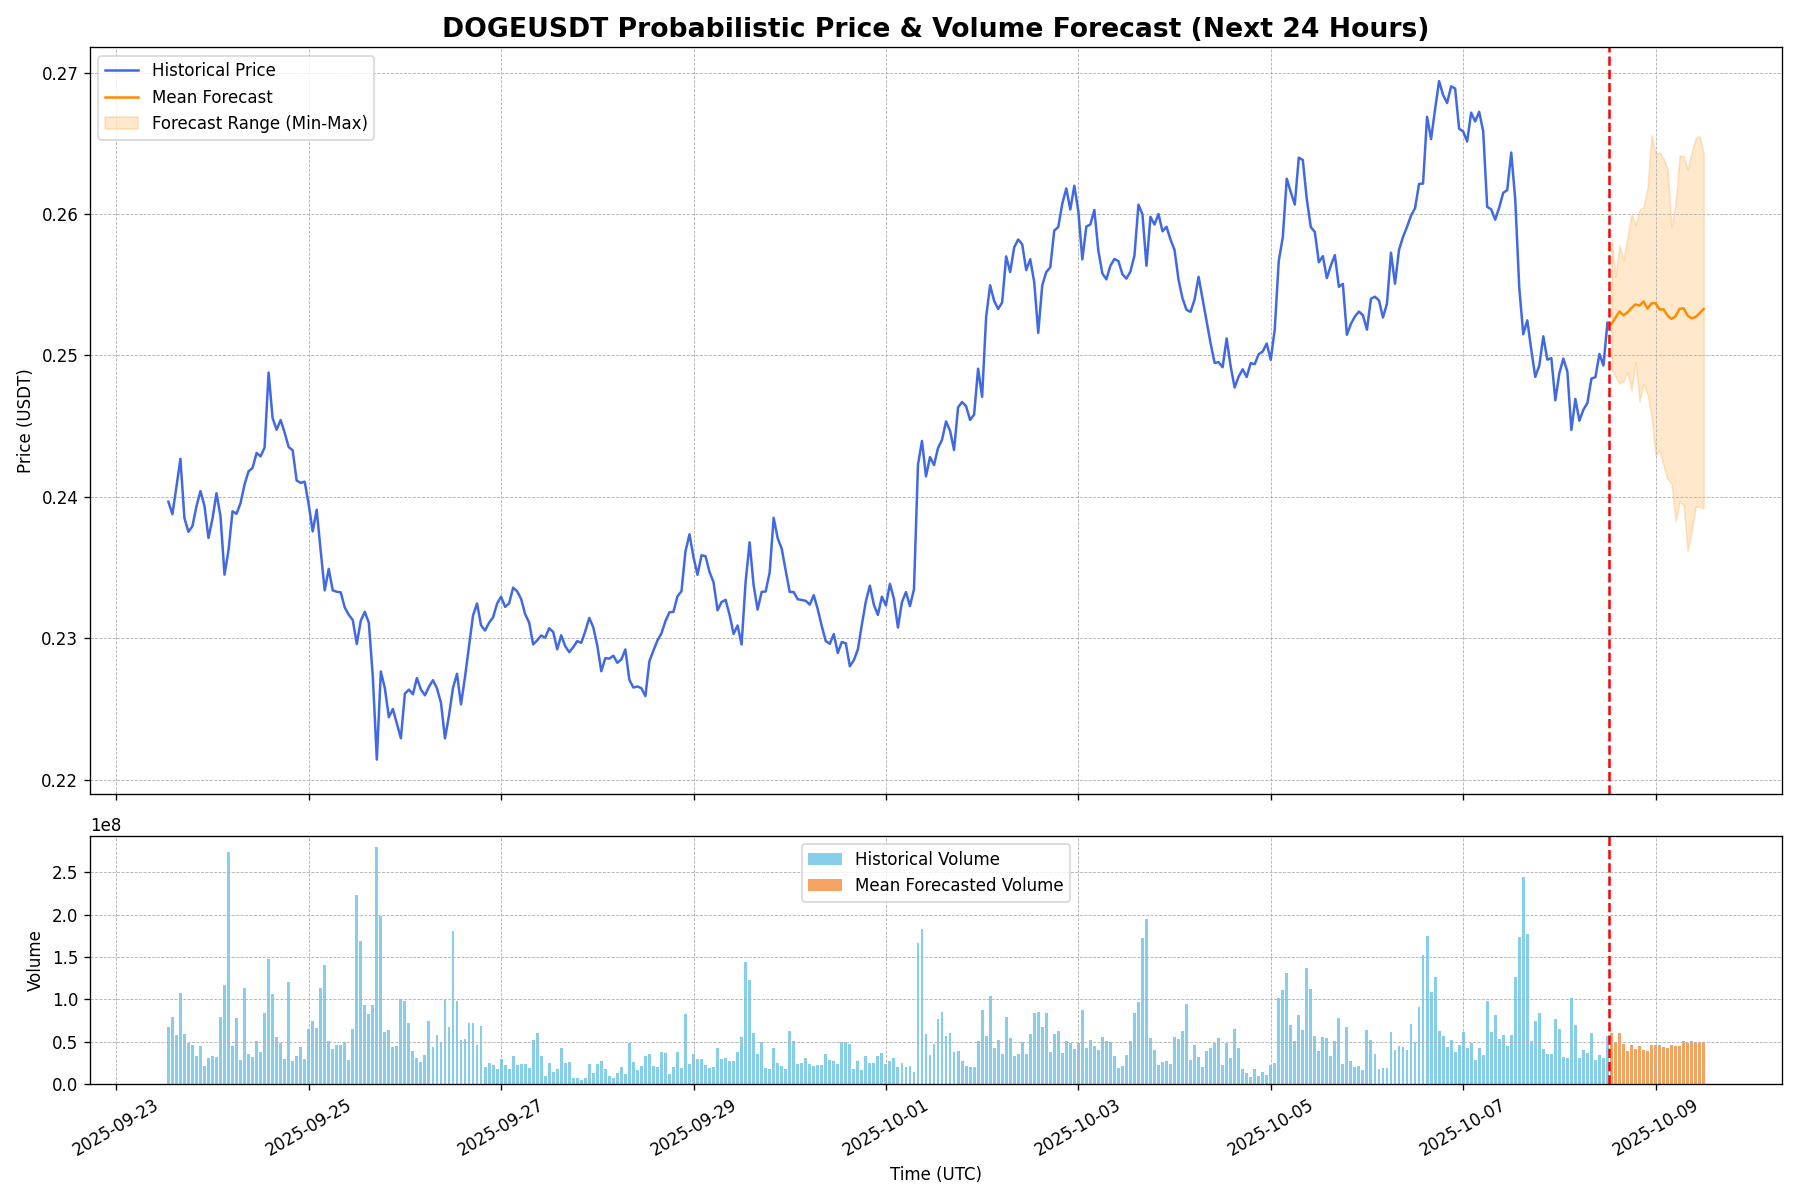 DOGEUSDT Probabilistic Price & Volume Forecast (Next 24 Hours)
Historical Price
Mean Forecast
Forecast Range (Min-Max)
0.27
0.26
0.25
0.24
0.23
0.22
Price (USDT)
1e8
Historical Volume
Mean Forecasted Volume
2.5
2.0
1.5
1.0
0.5
0.0
Volume
2025-09-23
2025-09-25
2025-09-27
2025-09-29
2025-10-01
2025-10-03
2025-10-05
2025-10-07
2025-10-09
Time (UTC)